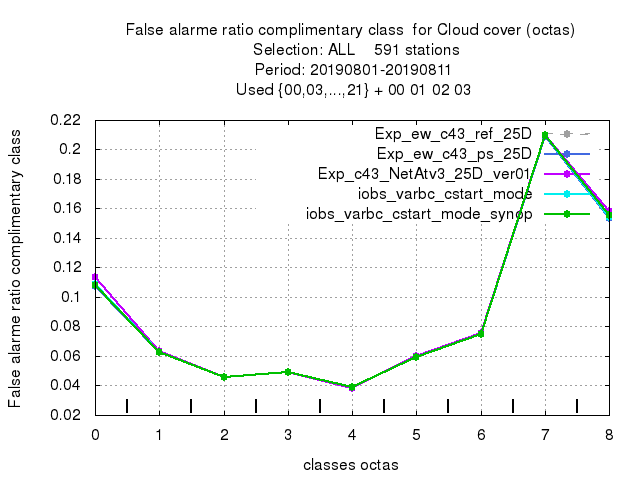 False alarme ratio complimentary class  for Cloud cover (octas)
Selection: ALL    591 stations
Period: 20190801-20190811
Used {00,03,...,21} + 00 01 02 03
False alarme ratio complimentary class
0.22
0.2
0.18
0.16
0.14
0.12
0.1
0.08
0.06
0.04
0.02
Exp_ew_c43_ref_25D
Exp_ew_c43_ps_25D
Exp_c43_NetAtv3_25D_ver01
iobs_varbc_cstart_mode
iobs_varbc_cstart_mode_synop
0 1 2 3 4 5 6 7 8
classes octas